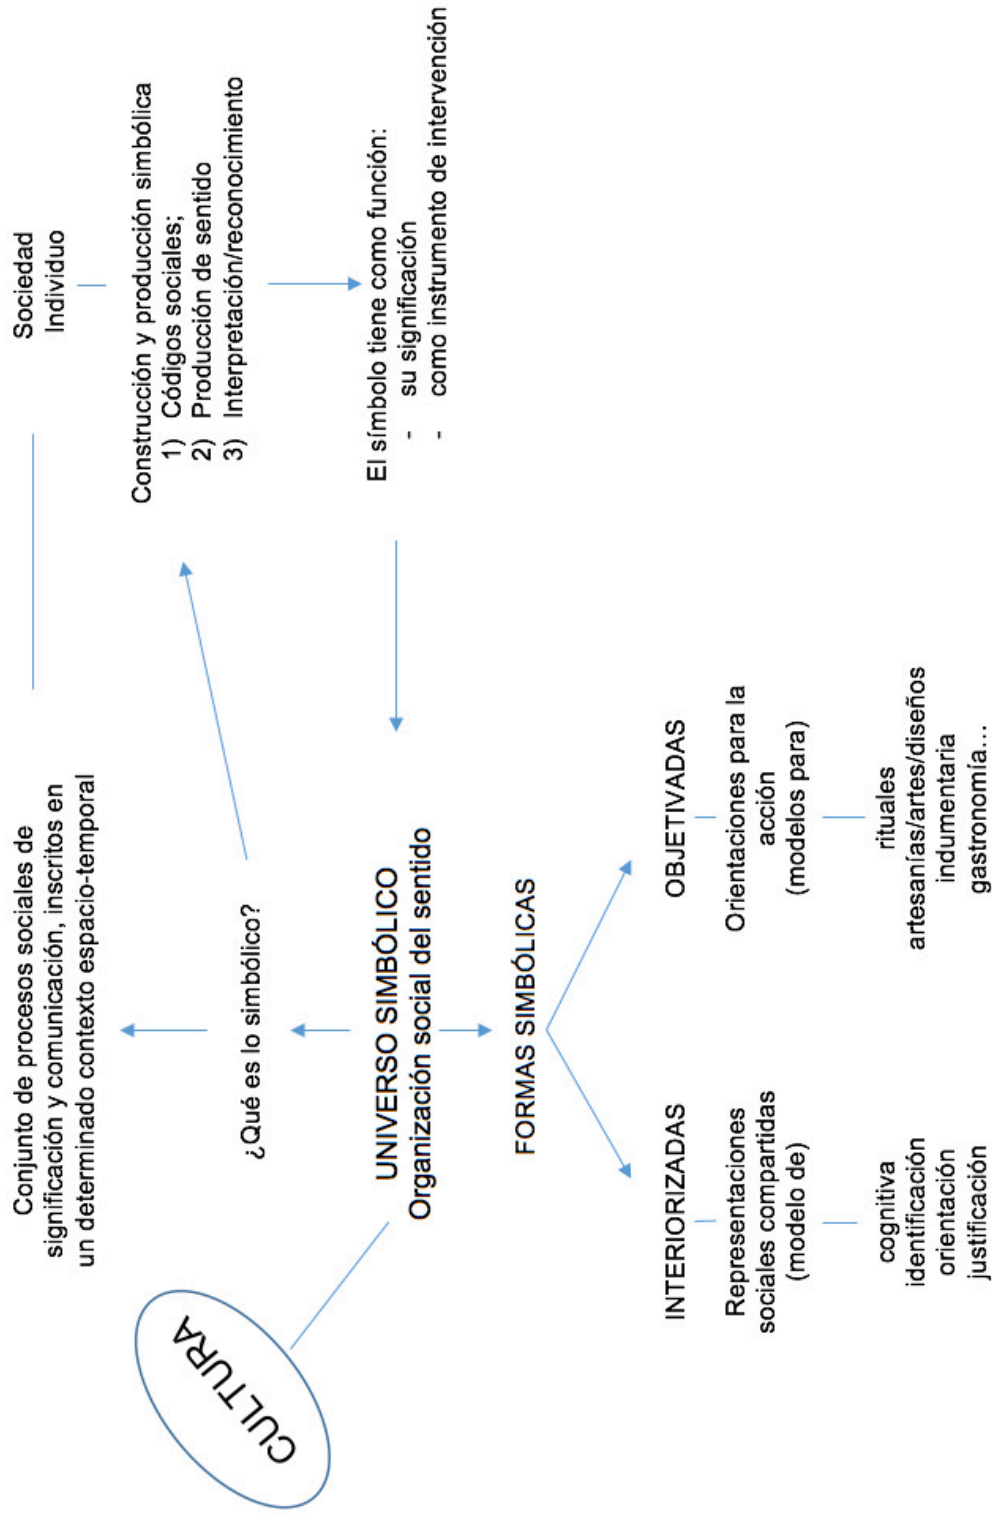 Conjunto de procesos sociales de
significación y comunicación, inscritos en
un determinado contexto espacio-temporal
Sociedad
Individuo
CULTURA
¿Qué es lo simbólico?
Construcción y producción simbólica
1) Códigos sociales;
2) Producción de sentido
3) Interpretación/reconocimiento
UNIVERSO SIMBÓLICO
Organización social del sentido
El símbolo tiene como función:
- su significación
- como instrumento de intervención
FORMAS SIMBÓLICAS
INTERIORIZADAS
Representaciones
sociales compartidas
(modelo de)
cognitiva
identificación
orientación
justificación
OBJETIVADAS
Orientaciones para la
acción
(modelos para)
rituales
artesanías/artes/diseños
indumentaria
gastronomía...